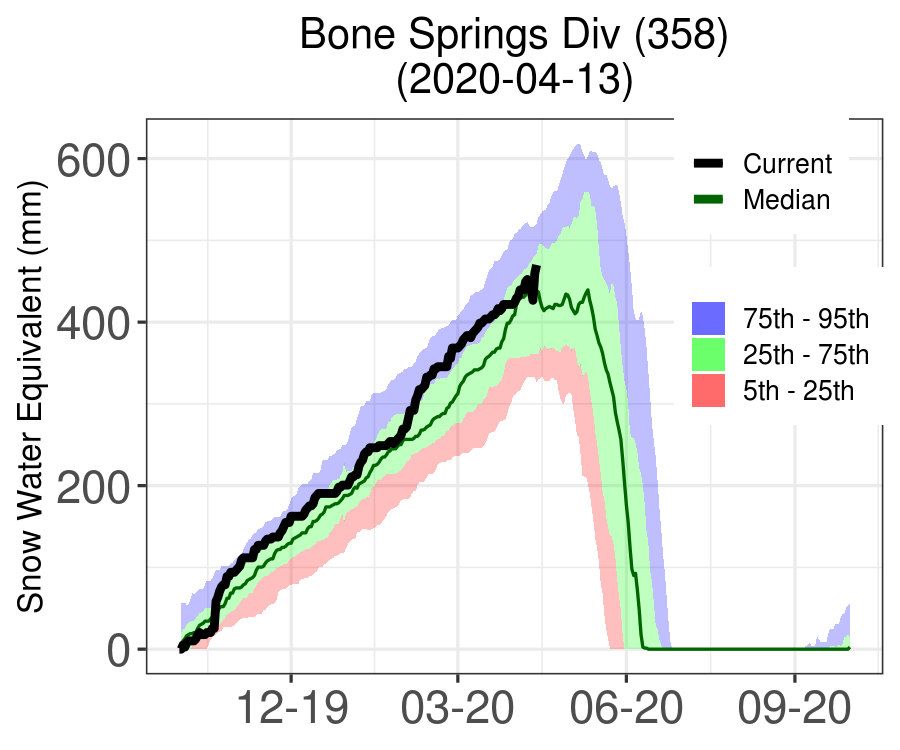 Bone Springs Div (358)
(2020-04-13)
Snow Water Equivalent (mm)
600
400
200
0
12-19
03-20
06-20
09-20
Current
Median
75th - 95th
25th - 75th
5th - 25th